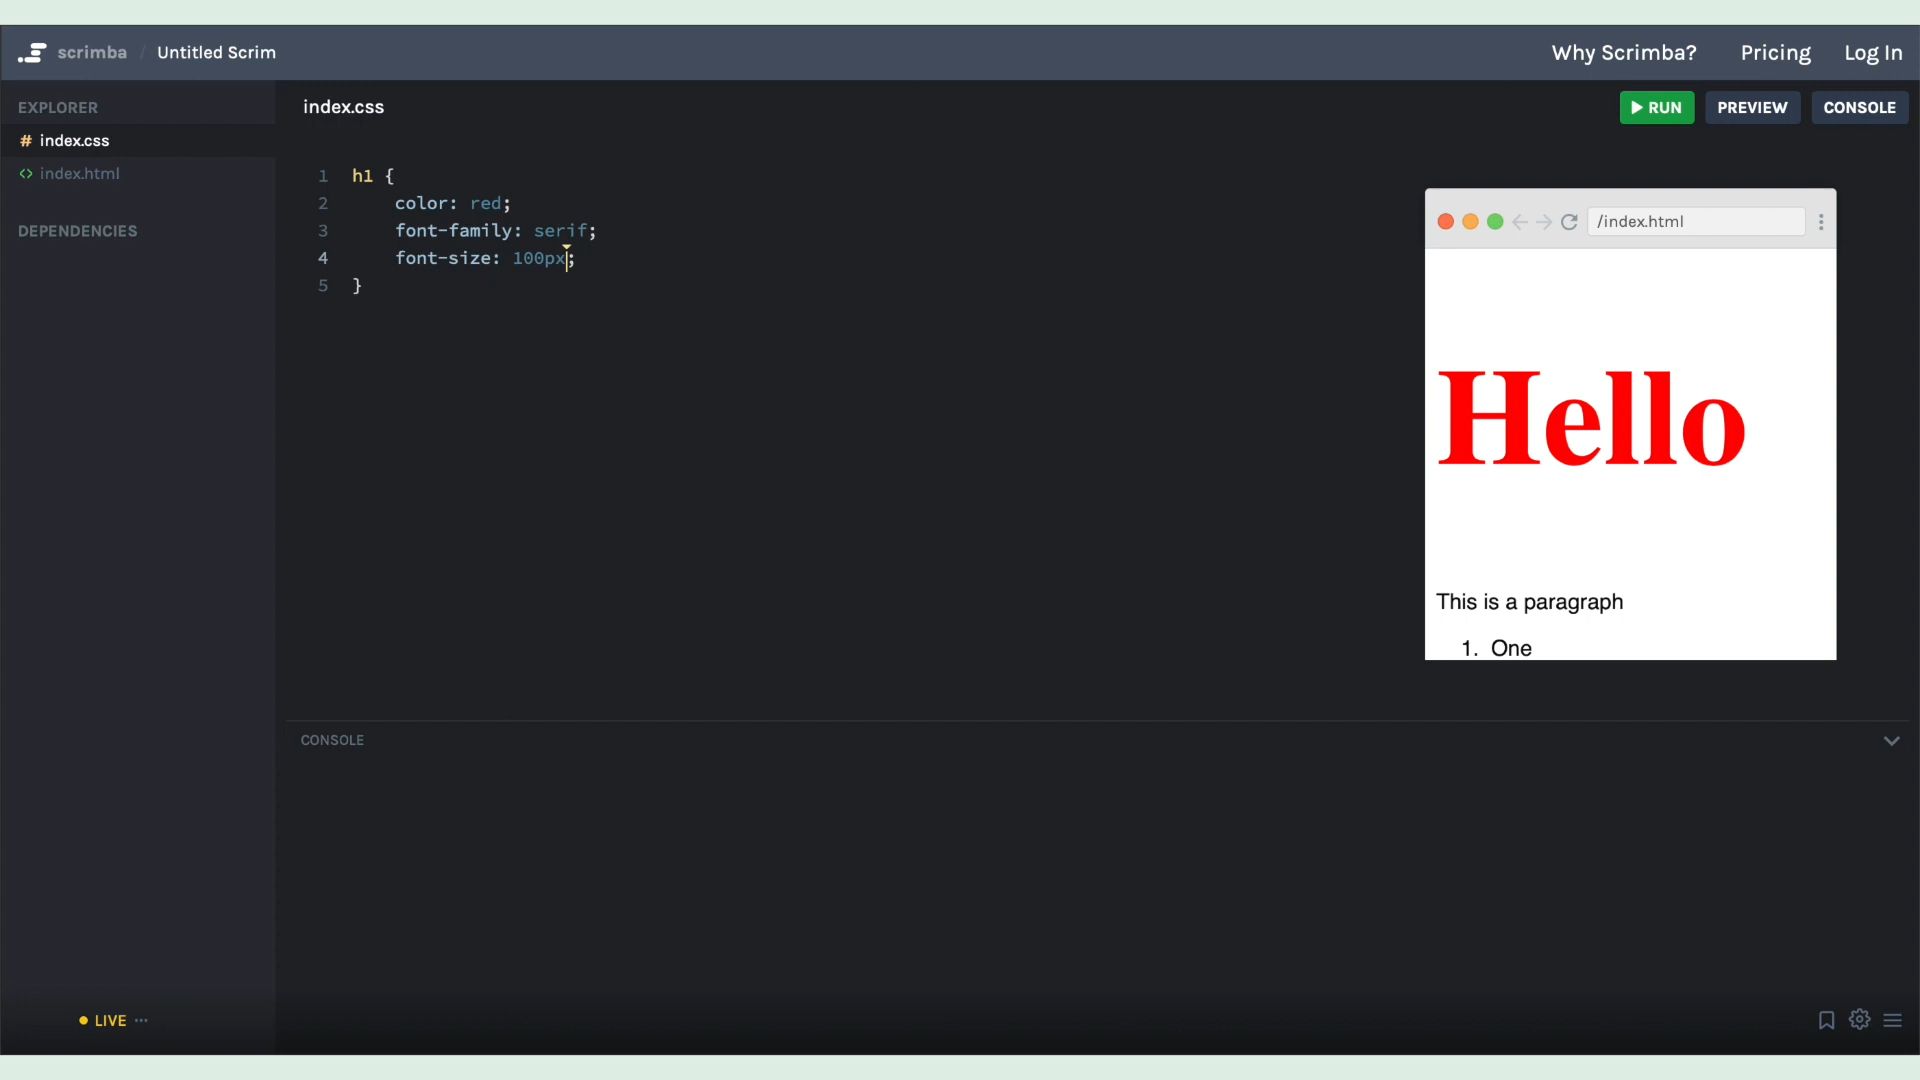 scrimba / Untitled Scrim
Why Scrimba? Pricing Log In
EXPLORER
# index.css
<> index.html
DEPENDENCIES
index.css
RUN PREVIEW CONSOLE
1 h1 {
2 color: red;
3 font-family: serif;
4 font-size: 100px;
5 }
/index.html
Hello
This is a paragraph
1. One
CONSOLE
LIVE ...